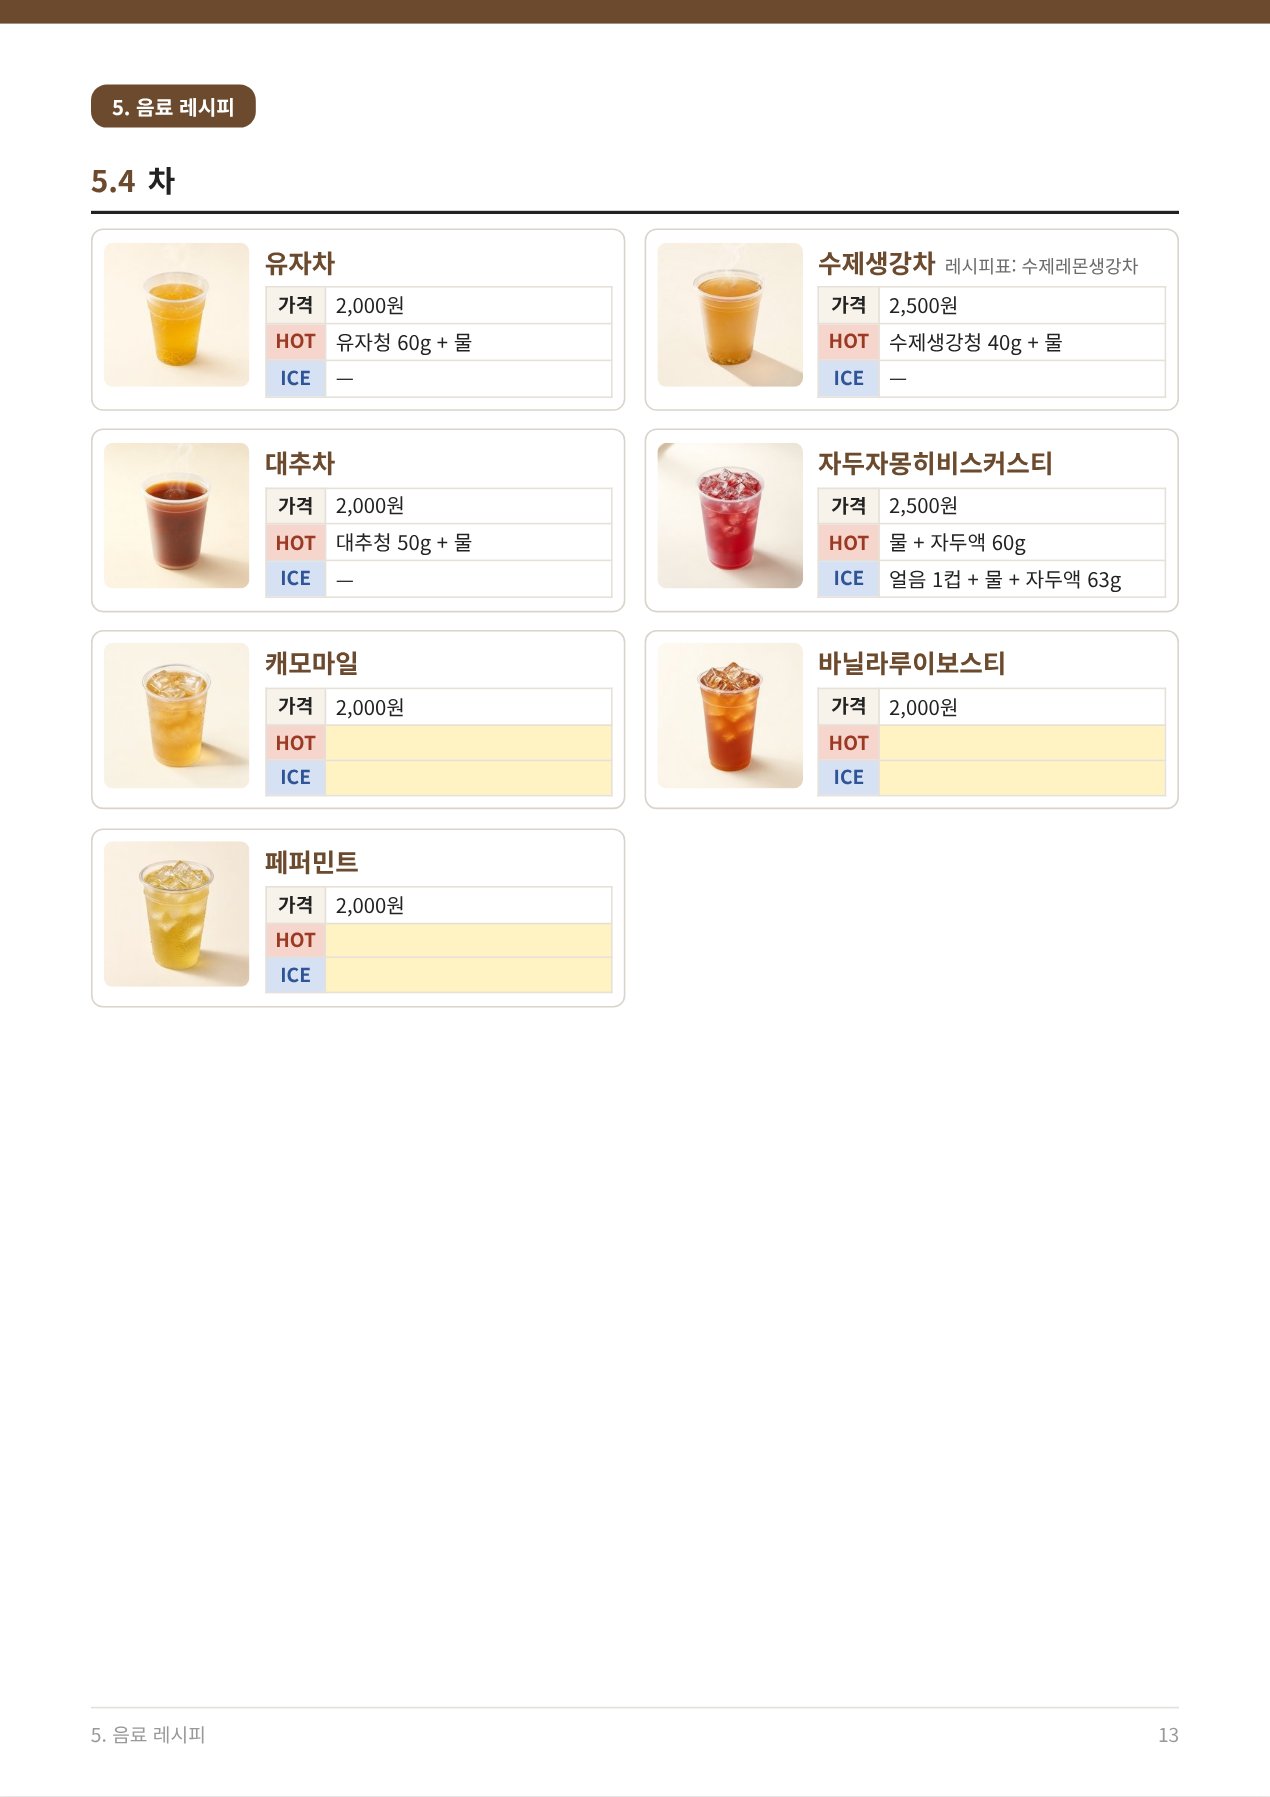 5. 음료 레시피
5.4 차
유자차
가격 2,000원
HOT 유자청 60g + 물
ICE —
수제생강차 레시피표: 수제레몬생강차
가격 2,500원
HOT 수제생강청 40g + 물
ICE —
대추차
가격 2,000원
HOT 대추청 50g + 물
ICE —
자두자몽히비스커스티
가격 2,500원
HOT 물 + 자두액 60g
ICE 얼음 1컵 + 물 + 자두액 63g
캐모마일
가격 2,000원
HOT
ICE
바닐라루이보스티
가격 2,000원
HOT
ICE
페퍼민트
가격 2,000원
HOT
ICE
5. 음료 레시피 13